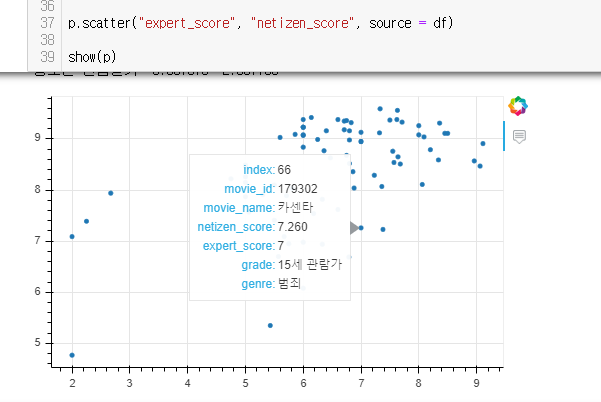 36
37 p.scatter("expert_score", "netizen_score", source = df)
38
39 show(p)
9
8
7
6
5
index: 66
movie_id: 179302
movie_name: 카센타
netizen_score: 7.260
expert_score: 7
grade: 15세 관람가
genre: 범죄
2 3 4 5 6 7 8 9